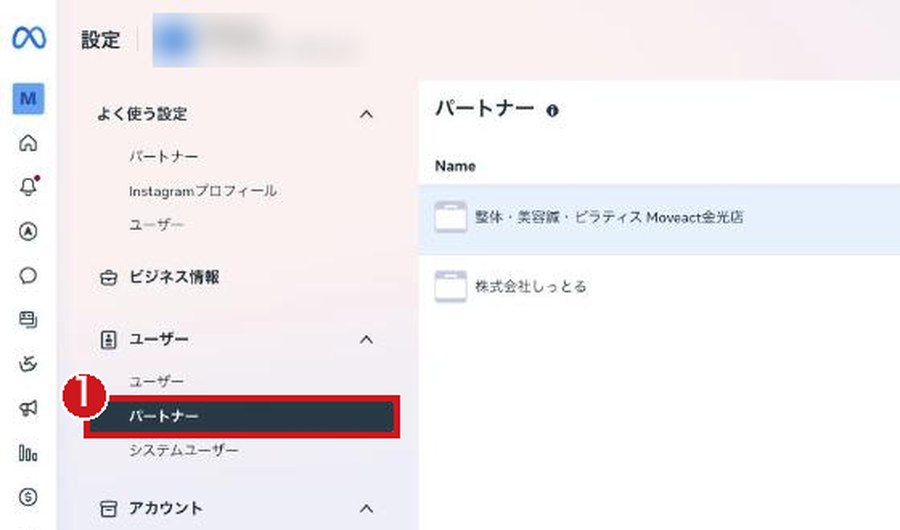 設定
M
よく使う設定
パートナー
Instagramプロフィール
ユーザー
ビジネス情報
ユーザー
ユーザー
1
パートナー
システムユーザー
アカウント
パートナー
Name
整体・美容鍼・ピラティス Moveact金光店
株式会社しっとる